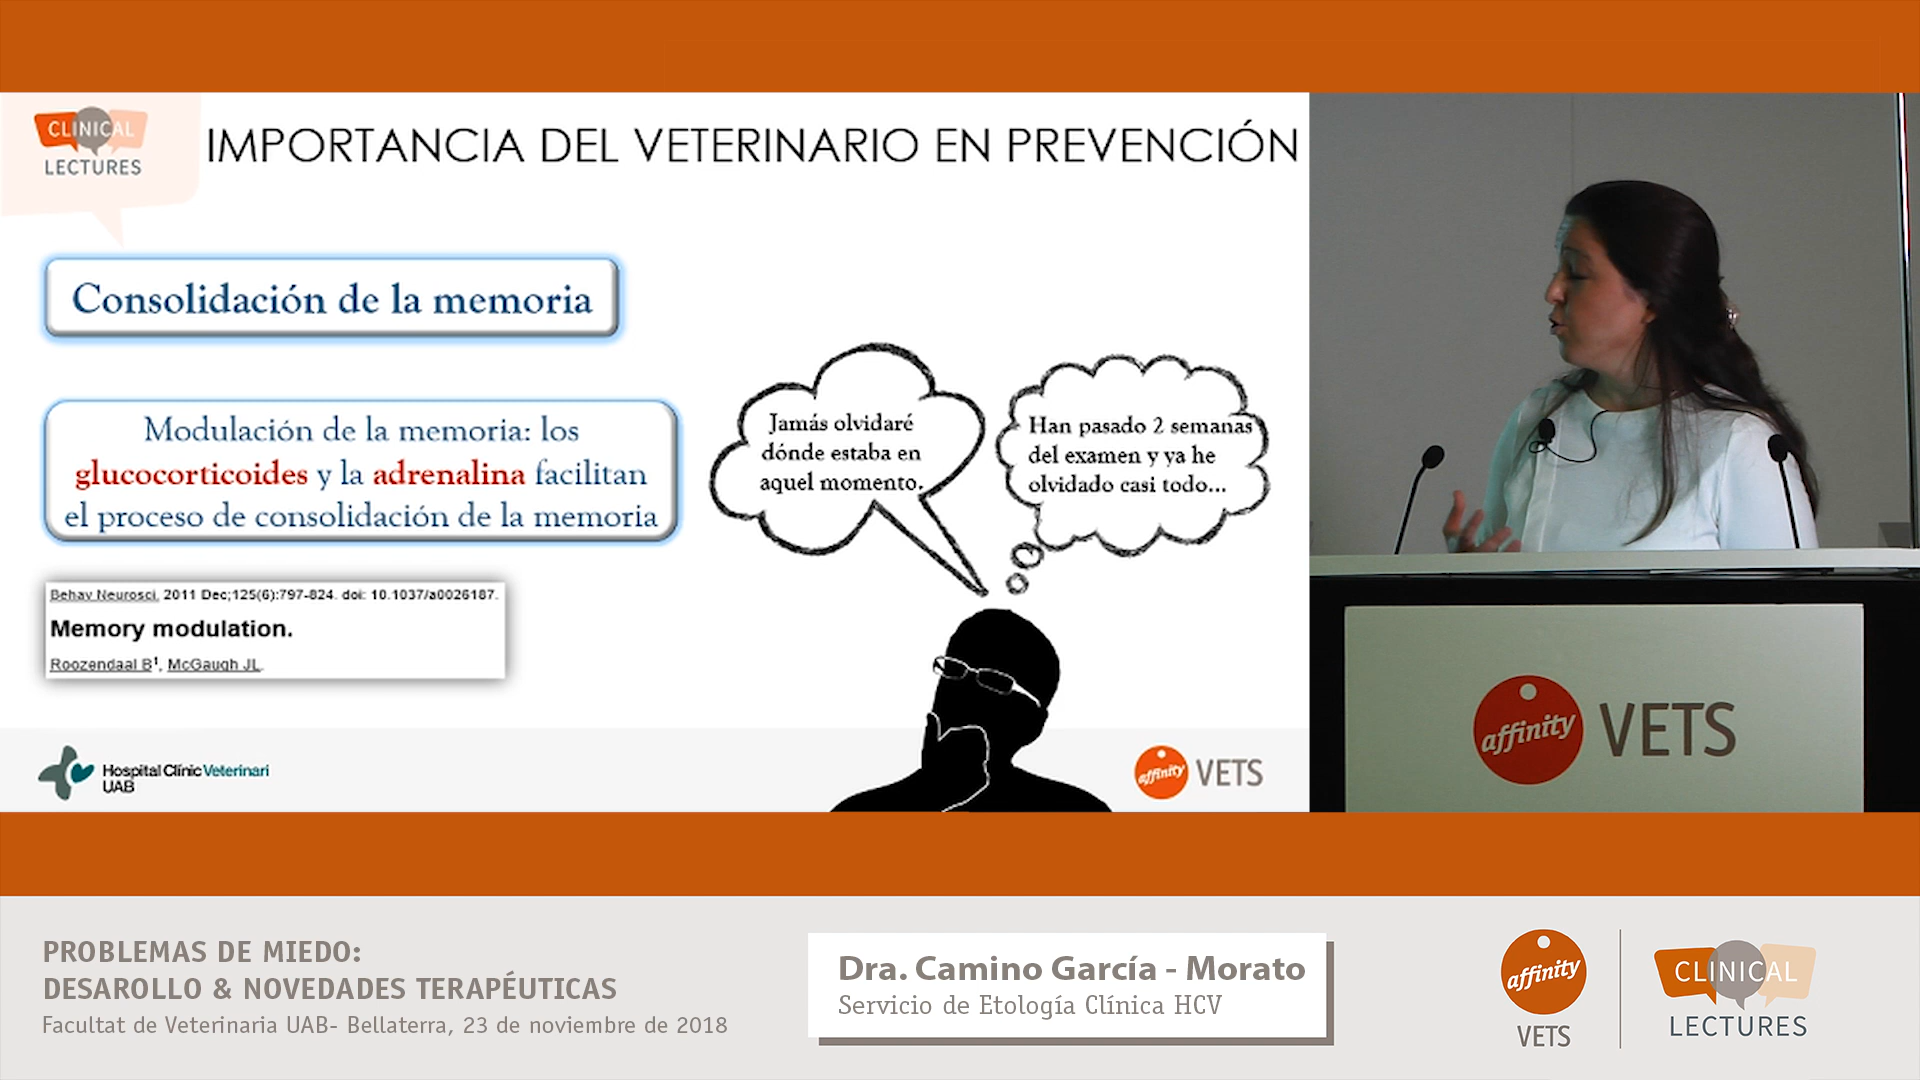 CLINICAL
LECTURES
IMPORTANCIA DEL VETERINARIO EN PREVENCIÓN
Consolidación de la memoria
Modulación de la memoria: los
glucocorticoides y la adrenalina facilitan
el proceso de consolidación de la memoria
Jamás olvidaré
dónde estaba en
aquel momento.
Han pasado 2 semanas
del examen y ya he
olvidado casi todo...
Behav Neurosci. 2011 Dec;125(6):797-824. doi: 10.1037/a0026187.
Memory modulation.
Roozendaal B1, McGaugh JL.
Hospital Clínic Veterinari
UAB
affinity VETS
affinity VETS
PROBLEMAS DE MIEDO:
DESAROLLO & NOVEDADES TERAPÉUTICAS
Facultat de Veterinaria UAB- Bellaterra, 23 de noviembre de 2018
Dra. Camino García - Morato
Servicio de Etología Clínica HCV
affinity
VETS
CLINICAL
LECTURES